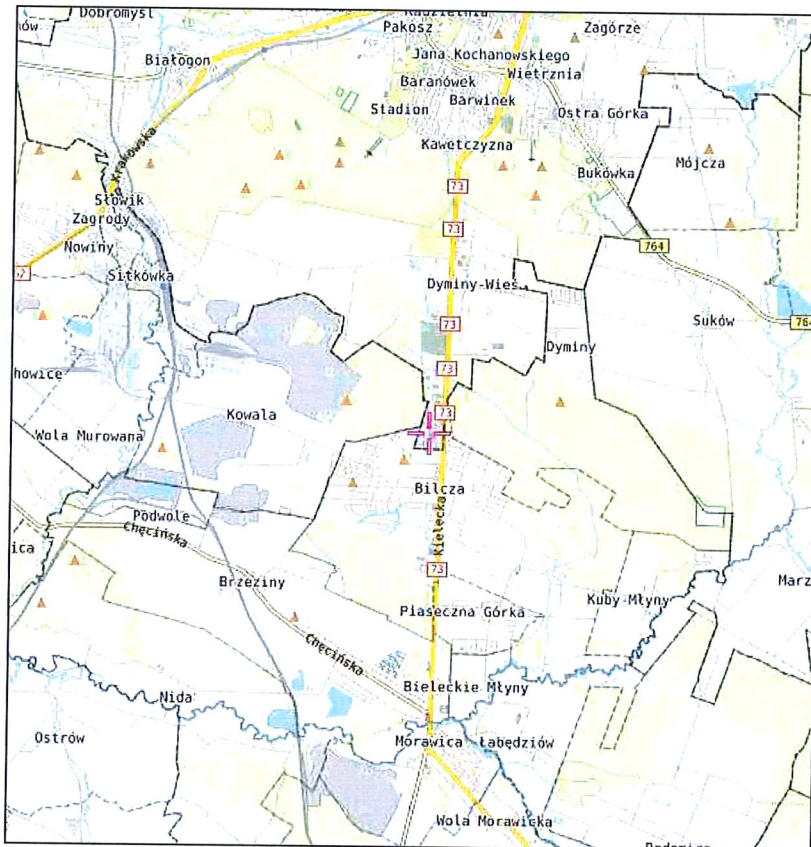 Dobromyśl
Pakosz
Zagórze
Białogon
Jana Kochanowskiego
Wietrznia
Baranówek
Barwinek
Stadion
Ostra Górka
Krakowska
Kawetczyzna
Bukówka
Mójcza
Słowik
73
Zagrody
73
Nowiny
764
Sitkówka
Dyminy-Wieś
73
Suków
Dyminy
73
Kowala
73
Wola Murowana
Bilcza
Podwole
Kielecka
Chęcińska
73
Brzeziny
Kuby-Młyny
Piaseczna Górka
Chęcińska
Bieleckie Młyny
Nida
Ostrów
Morawica
Łabędziów
Wola Morawicka